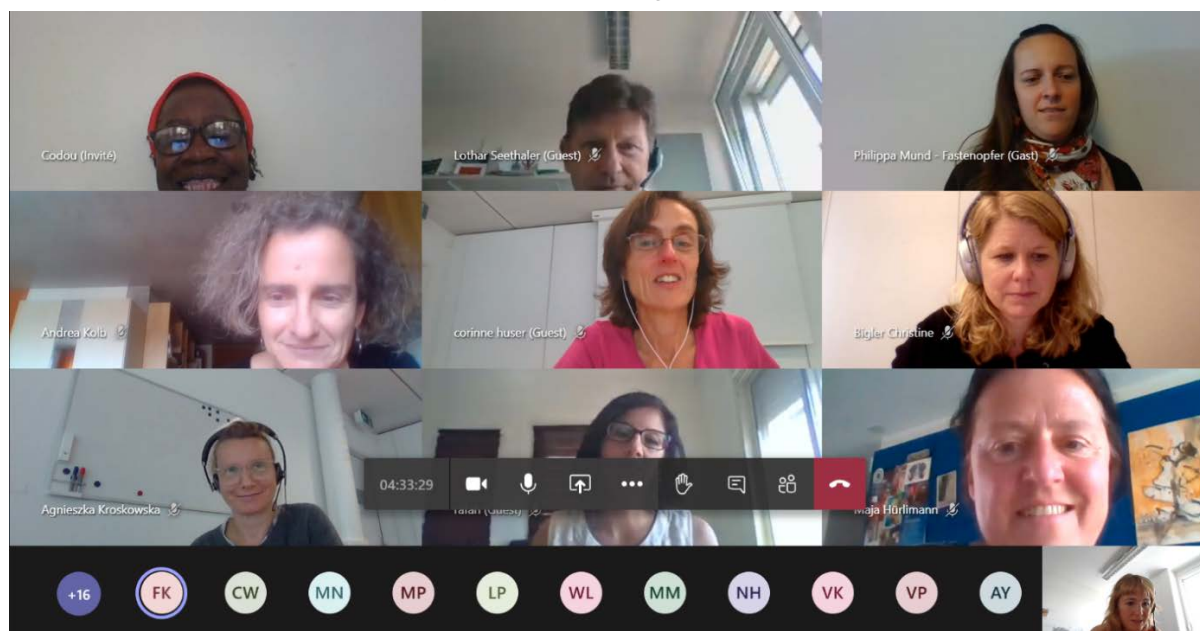 Codou (Invité)
Lothar Seethaler (Guest)
Philippa Mund - Fastenopfer (Gast)
Andrea Kolb
corinne huser (Guest)
Bigler Christine
Agnieszka Kroskowska
04:33:29
(Guest)
Maja Hürlimann
+16
FK
CW
MN
MP
LP
WL
MM
NH
VK
VP
AY